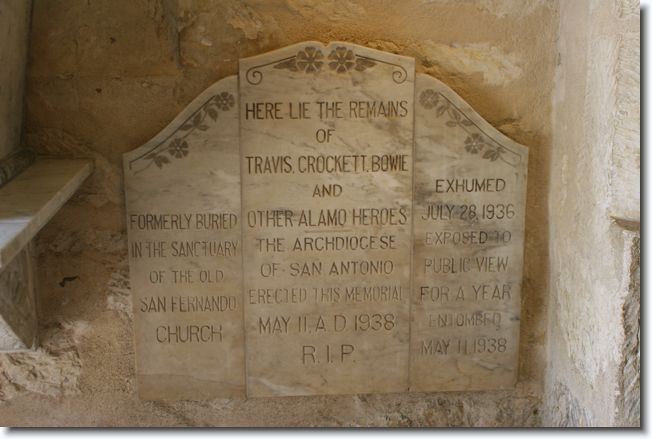 FORMERLY BURIED
IN THE SANCTUARY
OF THE OLD
SAN FERNANDO
CHURCH
HERE LIE THE REMAINS
OF
TRAVIS, CROCKETT, BOWIE
AND
OTHER ALAMO HEROES
THE ARCHDIOCESE
OF SAN ANTONIO
ERECTED THIS MEMORIAL
MAY 11, A. D 1938
R. I. P.
EXHUMED
JULY 28, 1936
EXPOSED TO
PUBLIC VIEW
FOR A YEAR
ENTOMBED
MAY 11, 1938